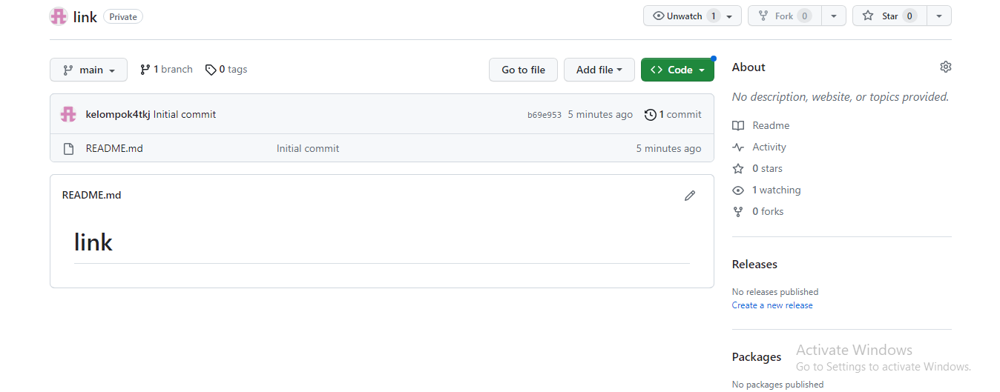 link Private
Unwatch 1
Fork 0
Star 0
main
1 branch
0 tags
Go to file
Add file
Code
kelompok4tkj Initial commit
b69e953 5 minutes ago
1 commit
README.md Initial commit 5 minutes ago
README.md
link
About
No description, website, or topics provided.
Readme
Activity
0 stars
1 watching
0 forks
Releases
No releases published
Create a new release
Packages
No packages published
Activate Windows
Go to Settings to activate Windows.